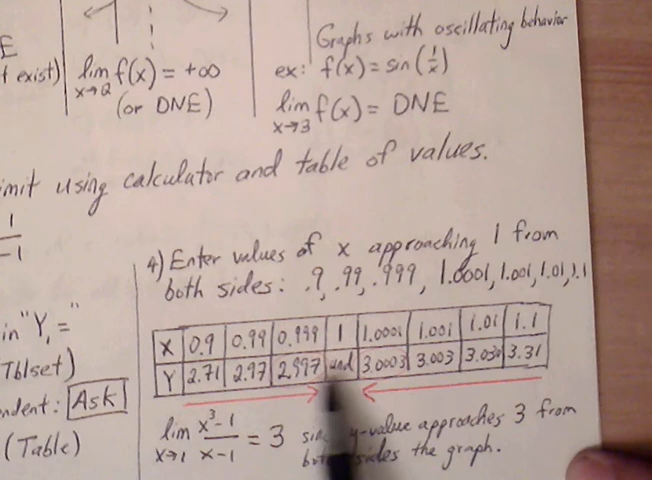 E
f exist)
lim f(x) = +∞
x→2
(or DNE)
Graphs with oscillating behavior
ex: f(x) = sin(1/x)
lim f(x) = DNE
x→3
imit using calculator and table of values.
1
-1
in "Y₁ = "
Tblset)
ndent: Ask
(Table)
4) Enter values of x approaching 1 from
both sides: .9, .99, .999, 1.0001, 1.001, 1.01, 1.1
X 0.9 0.99 0.999 1 1.0001 1.001 1.01 1.1
Y 2.71 2.97 2.997 und 3.0003 3.003 3.030 3.31
lim x³-1/x-1 = 3
x→1
y-value approaches 3 from
sides the graph.